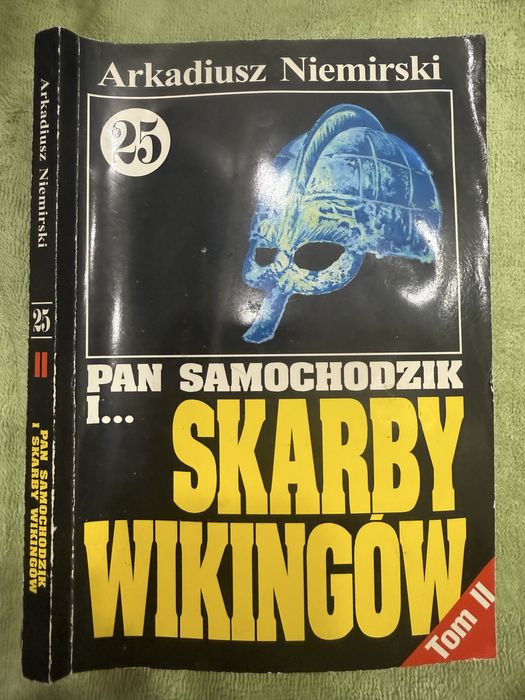 Arkadiusz Niemirski
25
PAN SAMOCHODZIK
I...
SKARBY
WIKINGÓW
Tom II
Arkadiusz Niemirski
25
II
PAN SAMOCHODZIK
I SKARBY WIKINGÓW